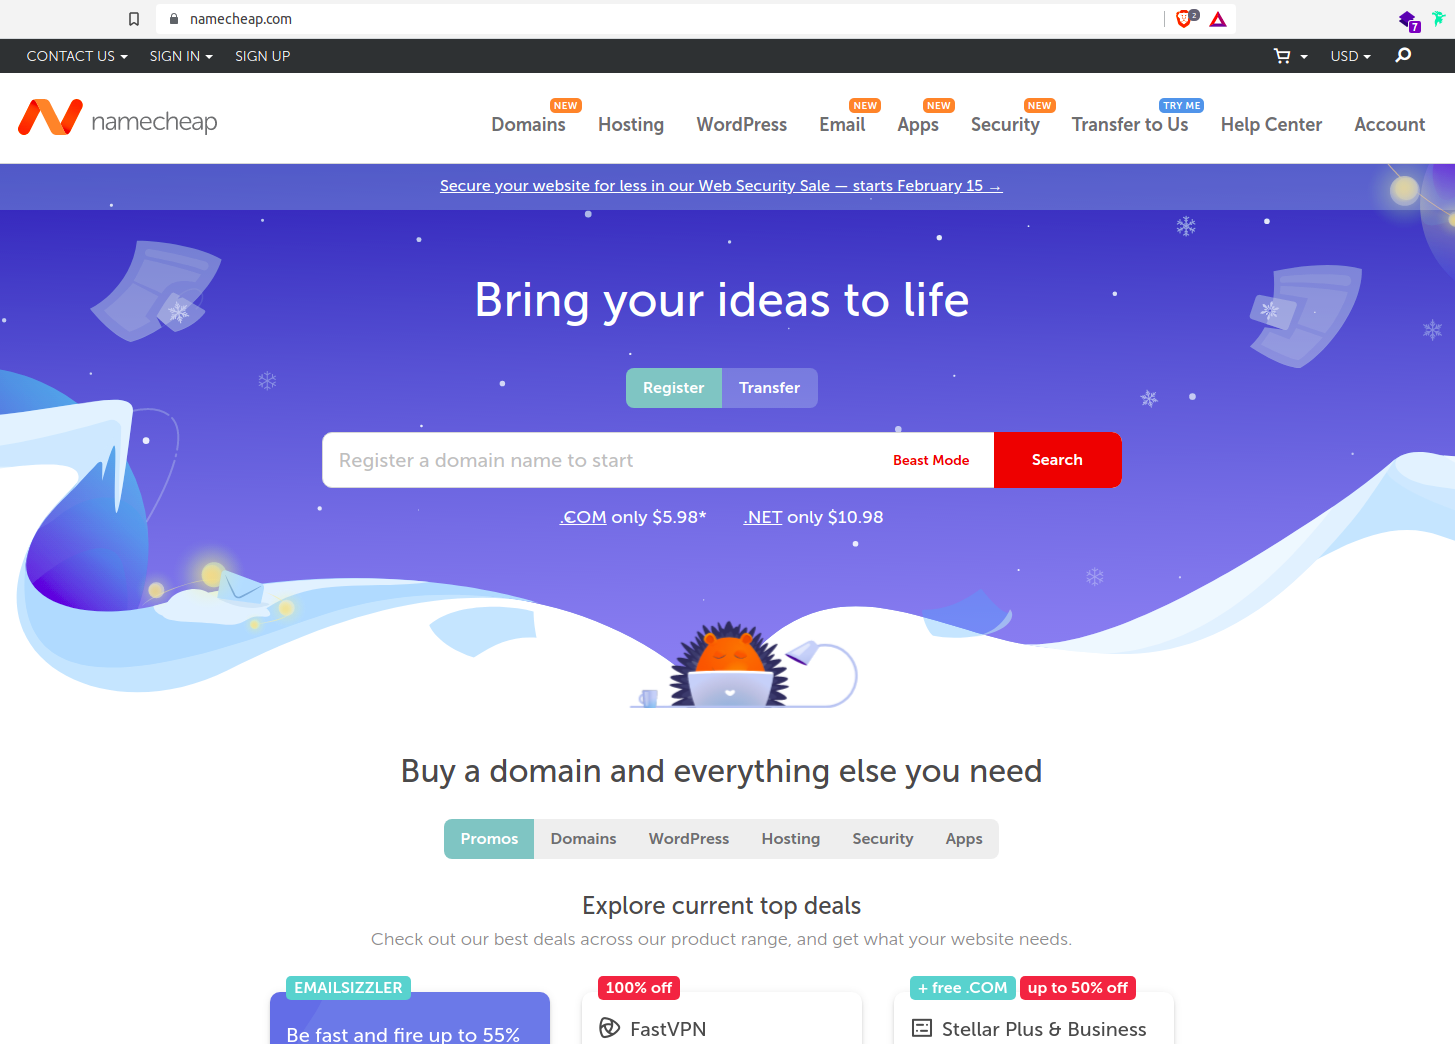 namecheap.com
2
7
CONTACT US SIGN IN SIGN UP USD
namecheap
NEW NEW NEW NEW TRY ME
Domains Hosting WordPress Email Apps Security Transfer to Us Help Center Account
Secure your website for less in our Web Security Sale — starts February 15 →
Bring your ideas to life
Register Transfer
Register a domain name to start Beast Mode Search
.COM only $5.98* .NET only $10.98
Buy a domain and everything else you need
Promos Domains WordPress Hosting Security Apps
Explore current top deals
Check out our best deals across our product range, and get what your website needs.
EMAILSIZZLER 100% off + free .COM up to 50% off
Be fast and fire up to 55% FastVPN Stellar Plus & Business